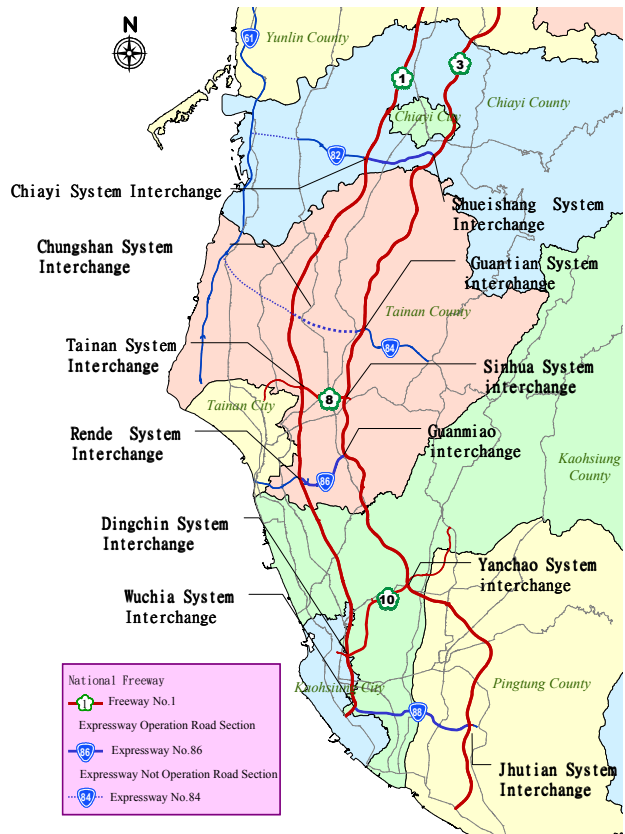 N
Yunlin County
61
3
1
Chiayi County
Chiayi City
82
Chiayi System Interchange
Shueishang System
Interchange
Chungshan System
Interchange
Guantian System
interchange
Tainan County
Tainan System
Interchange
84
Sinhua System
interchange
8
Tainan City
Rende System
Interchange
Guanmiao
interchange
Kaohsiung
County
86
Dingchin System
Interchange
Yanchao System
interchange
Wuchia System
Interchange
10
Kaohsiung City
Pingtung County
88
National Freeway
1 Freeway No.1
Expressway Operation Road Section
86 Expressway No.86
Expressway Not Operation Road Section
84 Expressway No.84
Jhutian System
Interchange